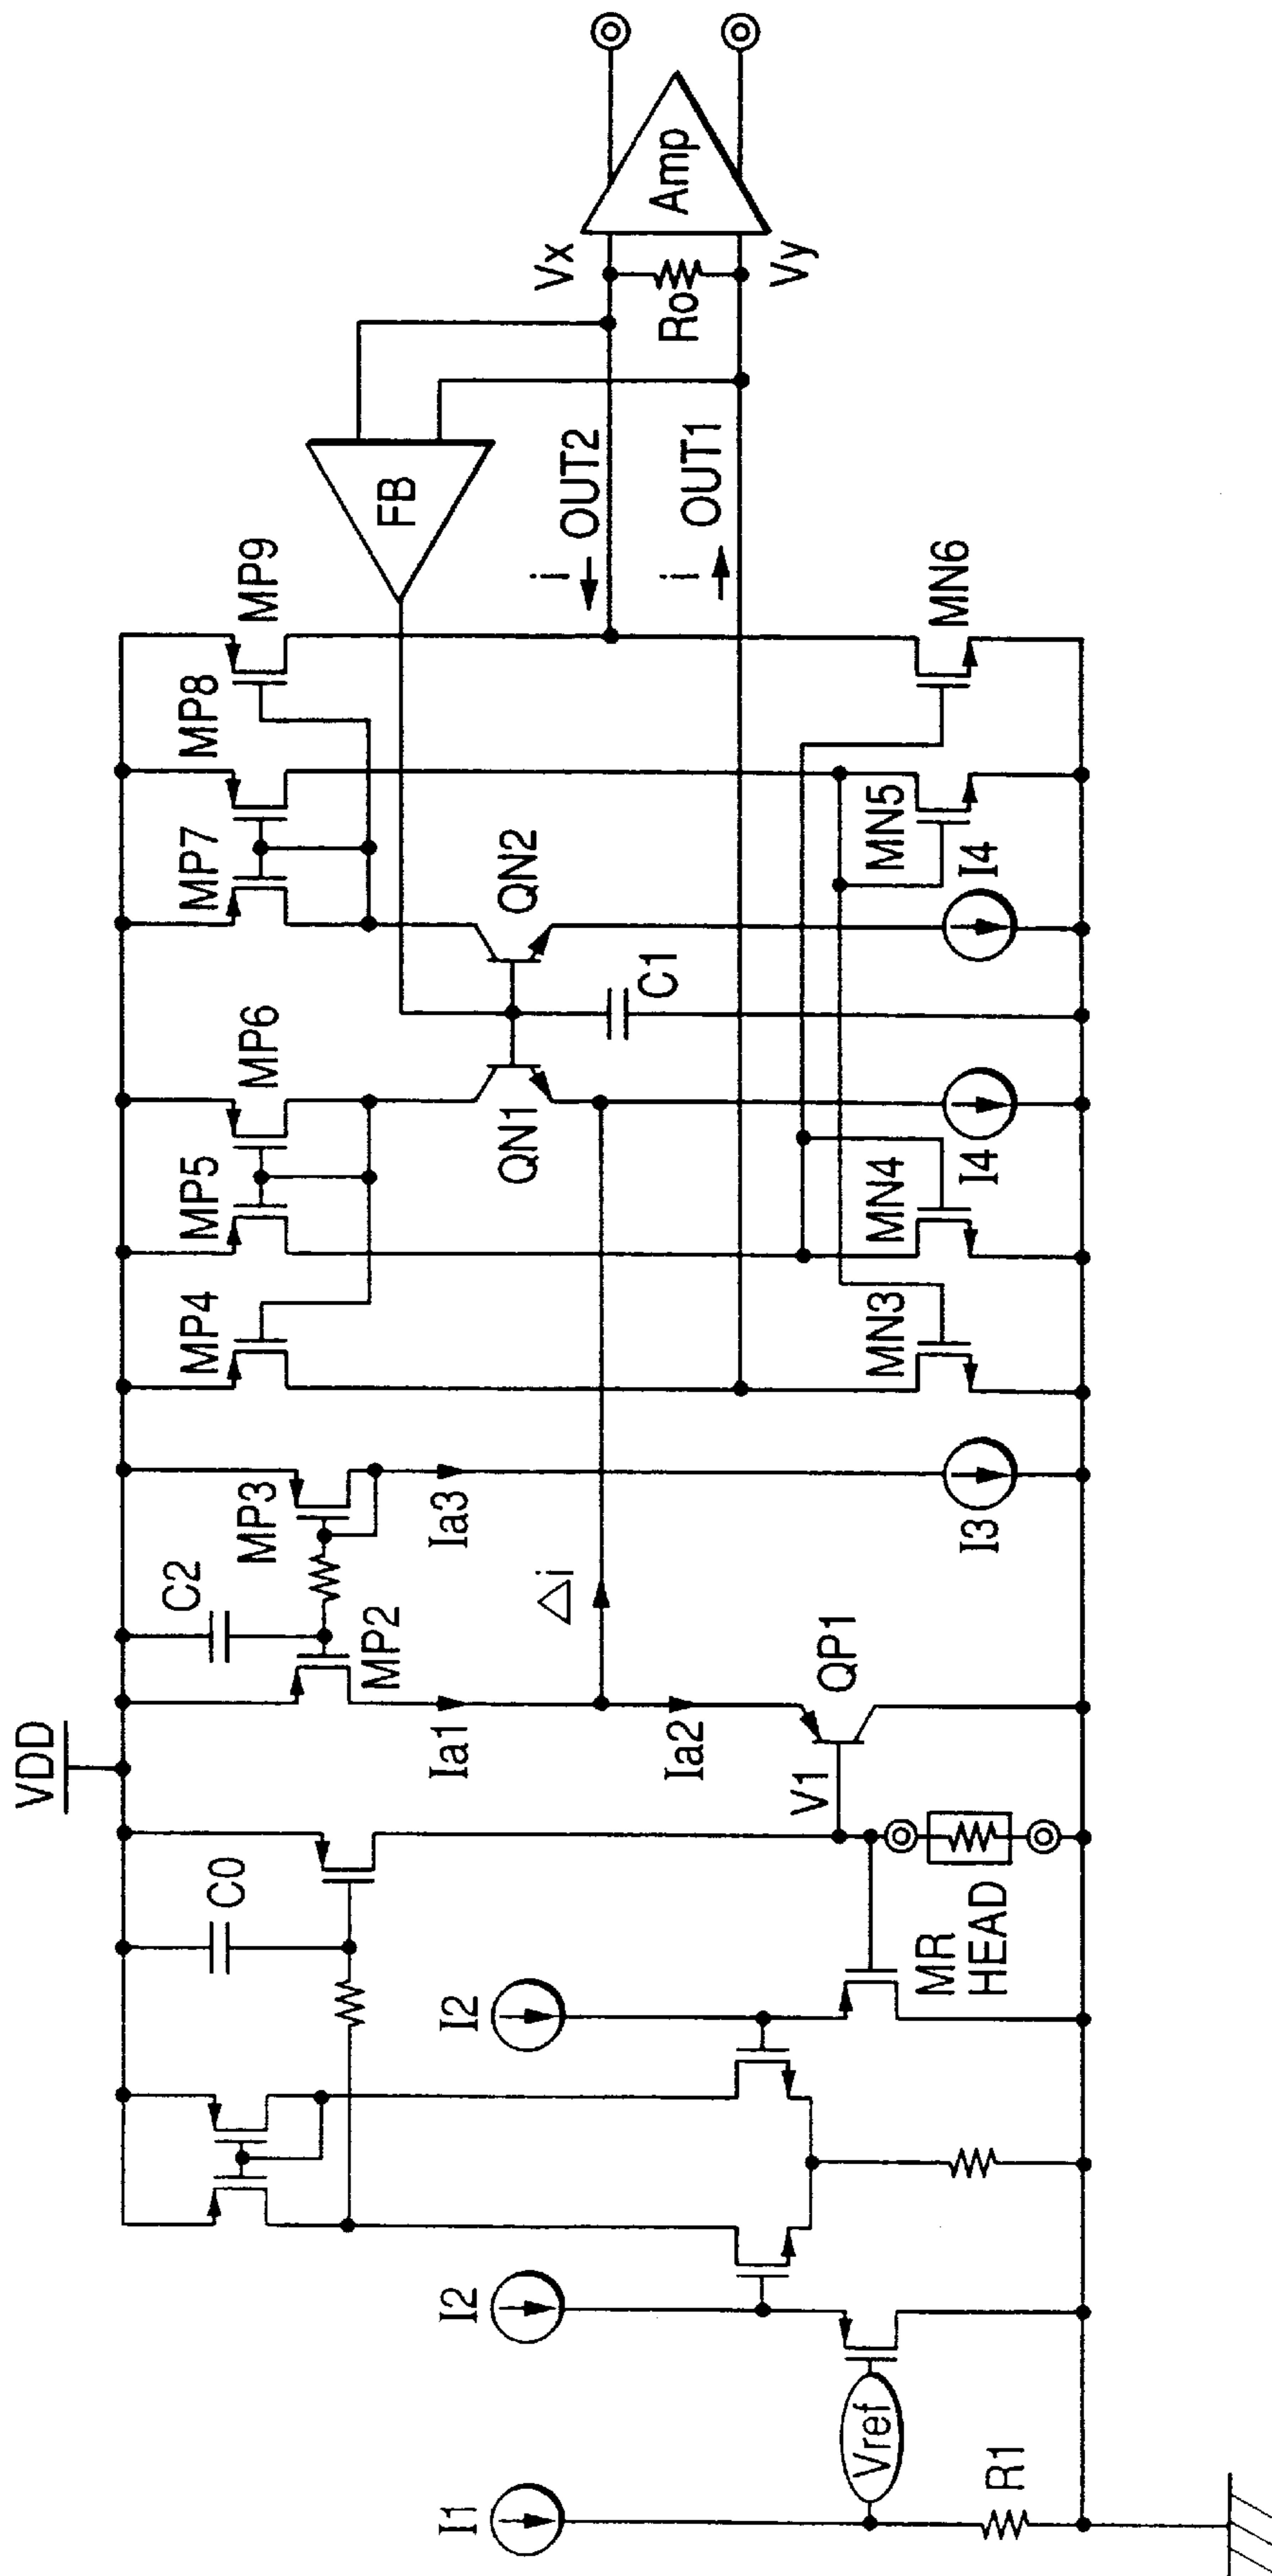 VDD
I1
Vref
R1
I2
I2
C0
MR
HEAD
V1
QP1
Ia1
Ia2
MP2
C2
MP3
Ia3
I3
△i
MP4
MP5
MP6
MP7
MP8
MP9
QN1
QN2
C1
MN3
MN4
I4
I4
MN5
MN6
FB
i
OUT2
i
OUT1
Vx
Ro
Vy
Amp